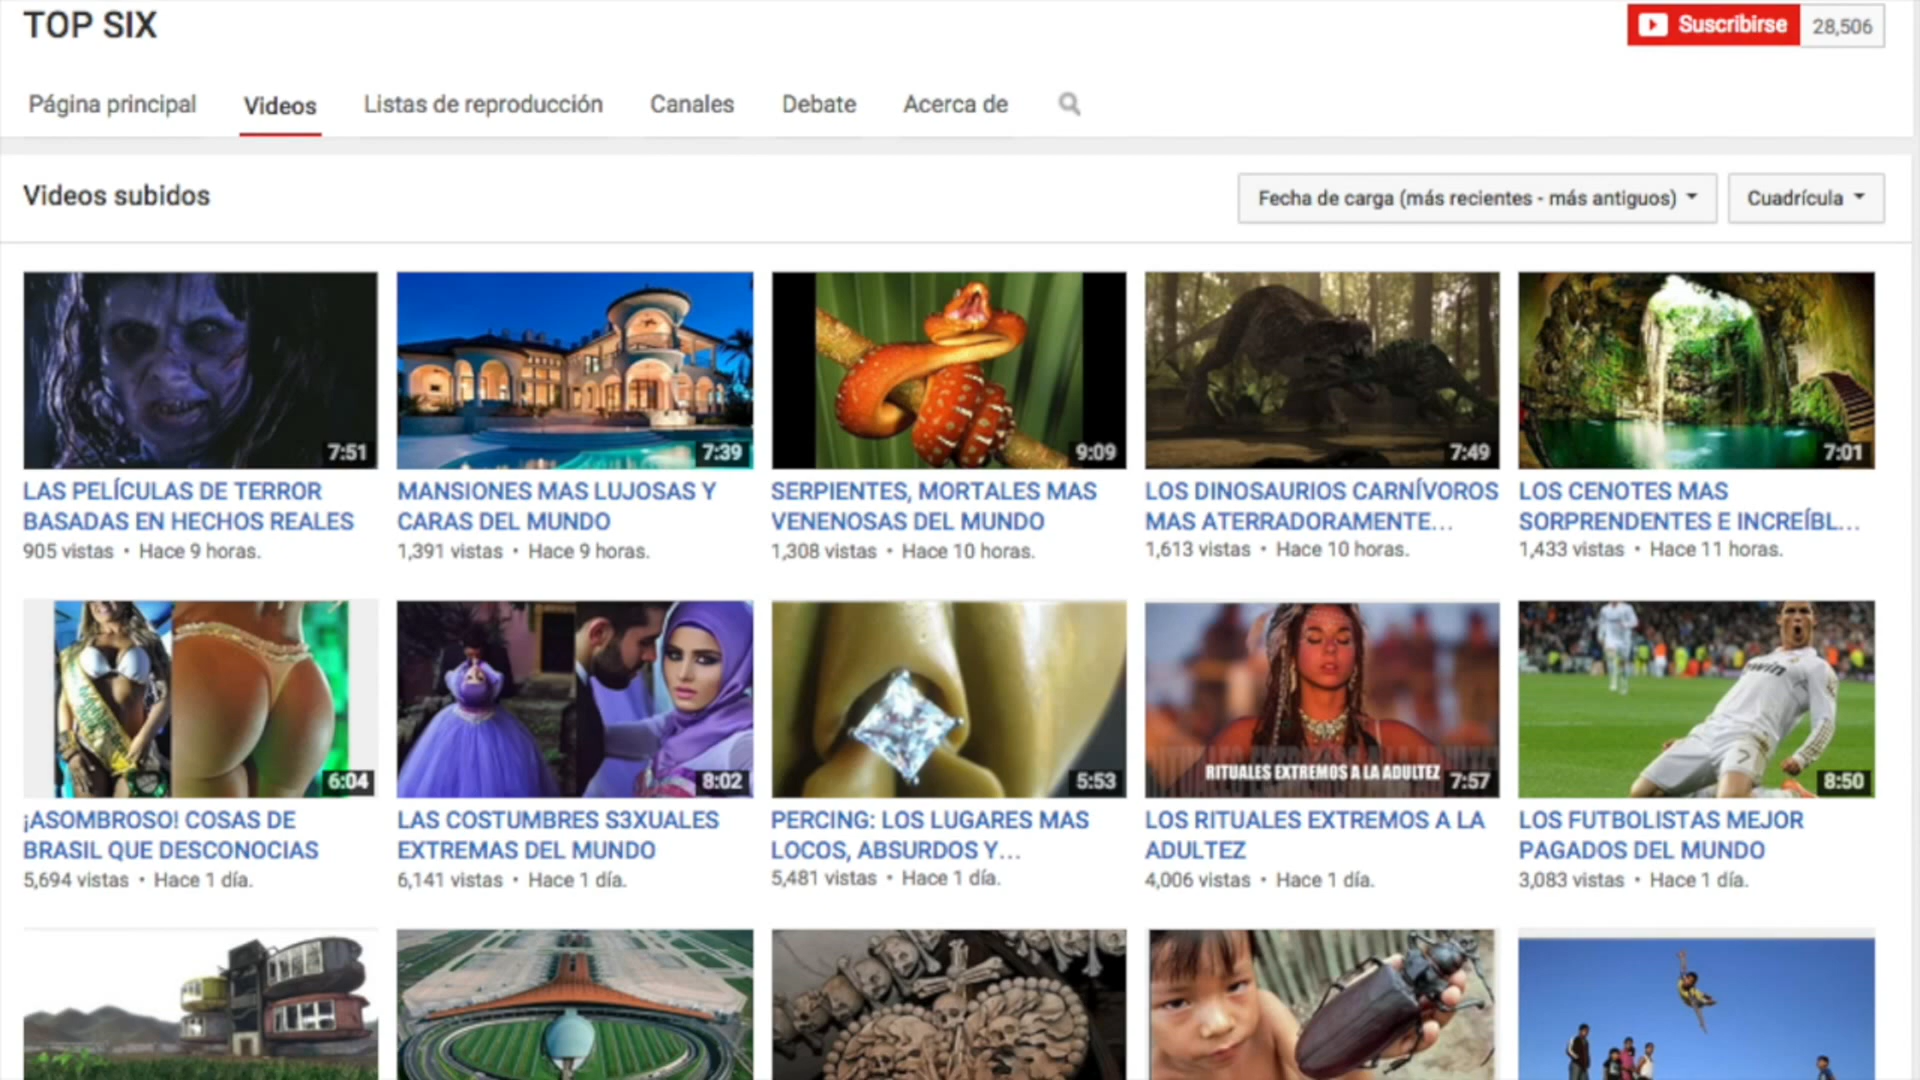 TOP SIX
Suscribirse 28,506
Página principal Videos Listas de reproducción Canales Debate Acerca de
Videos subidos
Fecha de carga (más recientes - más antiguos) Cuadrícula
7:51
7:39
9:09
7:49
7:01
LAS PELÍCULAS DE TERROR
BASADAS EN HECHOS REALES
905 vistas • Hace 9 horas.
MANSIONES MAS LUJOSAS Y
CARAS DEL MUNDO
1,391 vistas • Hace 9 horas.
SERPIENTES, MORTALES MAS
VENENOSAS DEL MUNDO
1,308 vistas • Hace 10 horas.
LOS DINOSAURIOS CARNÍVOROS
MAS ATERRADORAMENTE...
1,613 vistas • Hace 10 horas.
LOS CENOTES MAS
SORPRENDENTES E INCREÍBL...
1,433 vistas • Hace 11 horas.
6:04
8:02
5:53
RITUALES EXTREMOS A LA ADULTEZ
7:57
8:50
¡ASOMBROSO! COSAS DE
BRASIL QUE DESCONOCIAS
5,694 vistas • Hace 1 día.
LAS COSTUMBRES S3XUALES
EXTREMAS DEL MUNDO
6,141 vistas • Hace 1 día.
PERCING: LOS LUGARES MAS
LOCOS, ABSURDOS Y...
5,481 vistas • Hace 1 día.
LOS RITUALES EXTREMOS A LA
ADULTEZ
4,006 vistas • Hace 1 día.
LOS FUTBOLISTAS MEJOR
PAGADOS DEL MUNDO
3,083 vistas • Hace 1 día.